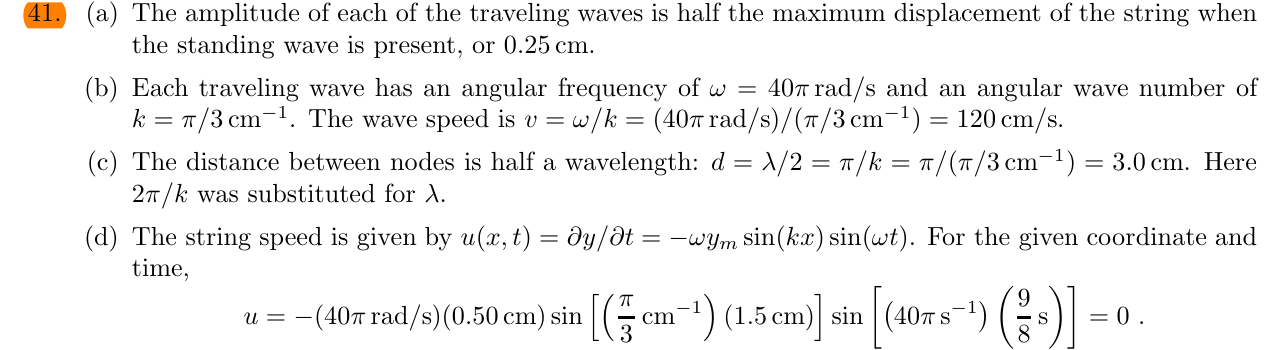 41. (a) The amplitude of each of the traveling waves is half the maximum displacement of the string when
the standing wave is present, or 0.25 cm.
(b) Each traveling wave has an angular frequency of ω = 40π rad/s and an angular wave number of
k = π/3 cm⁻¹. The wave speed is v = ω/k = (40π rad/s)/(π/3 cm⁻¹) = 120 cm/s.
(c) The distance between nodes is half a wavelength: d = λ/2 = π/k = π/(π/3 cm⁻¹) = 3.0 cm. Here
2π/k was substituted for λ.
(d) The string speed is given by u(x, t) = ∂y/∂t = −ωyₘ sin(kx) sin(ωt). For the given coordinate and
time,
u = −(40π rad/s)(0.50 cm) sin [(π/3 cm⁻¹) (1.5 cm)] sin [(40π s⁻¹) (9/8 s)] = 0 .